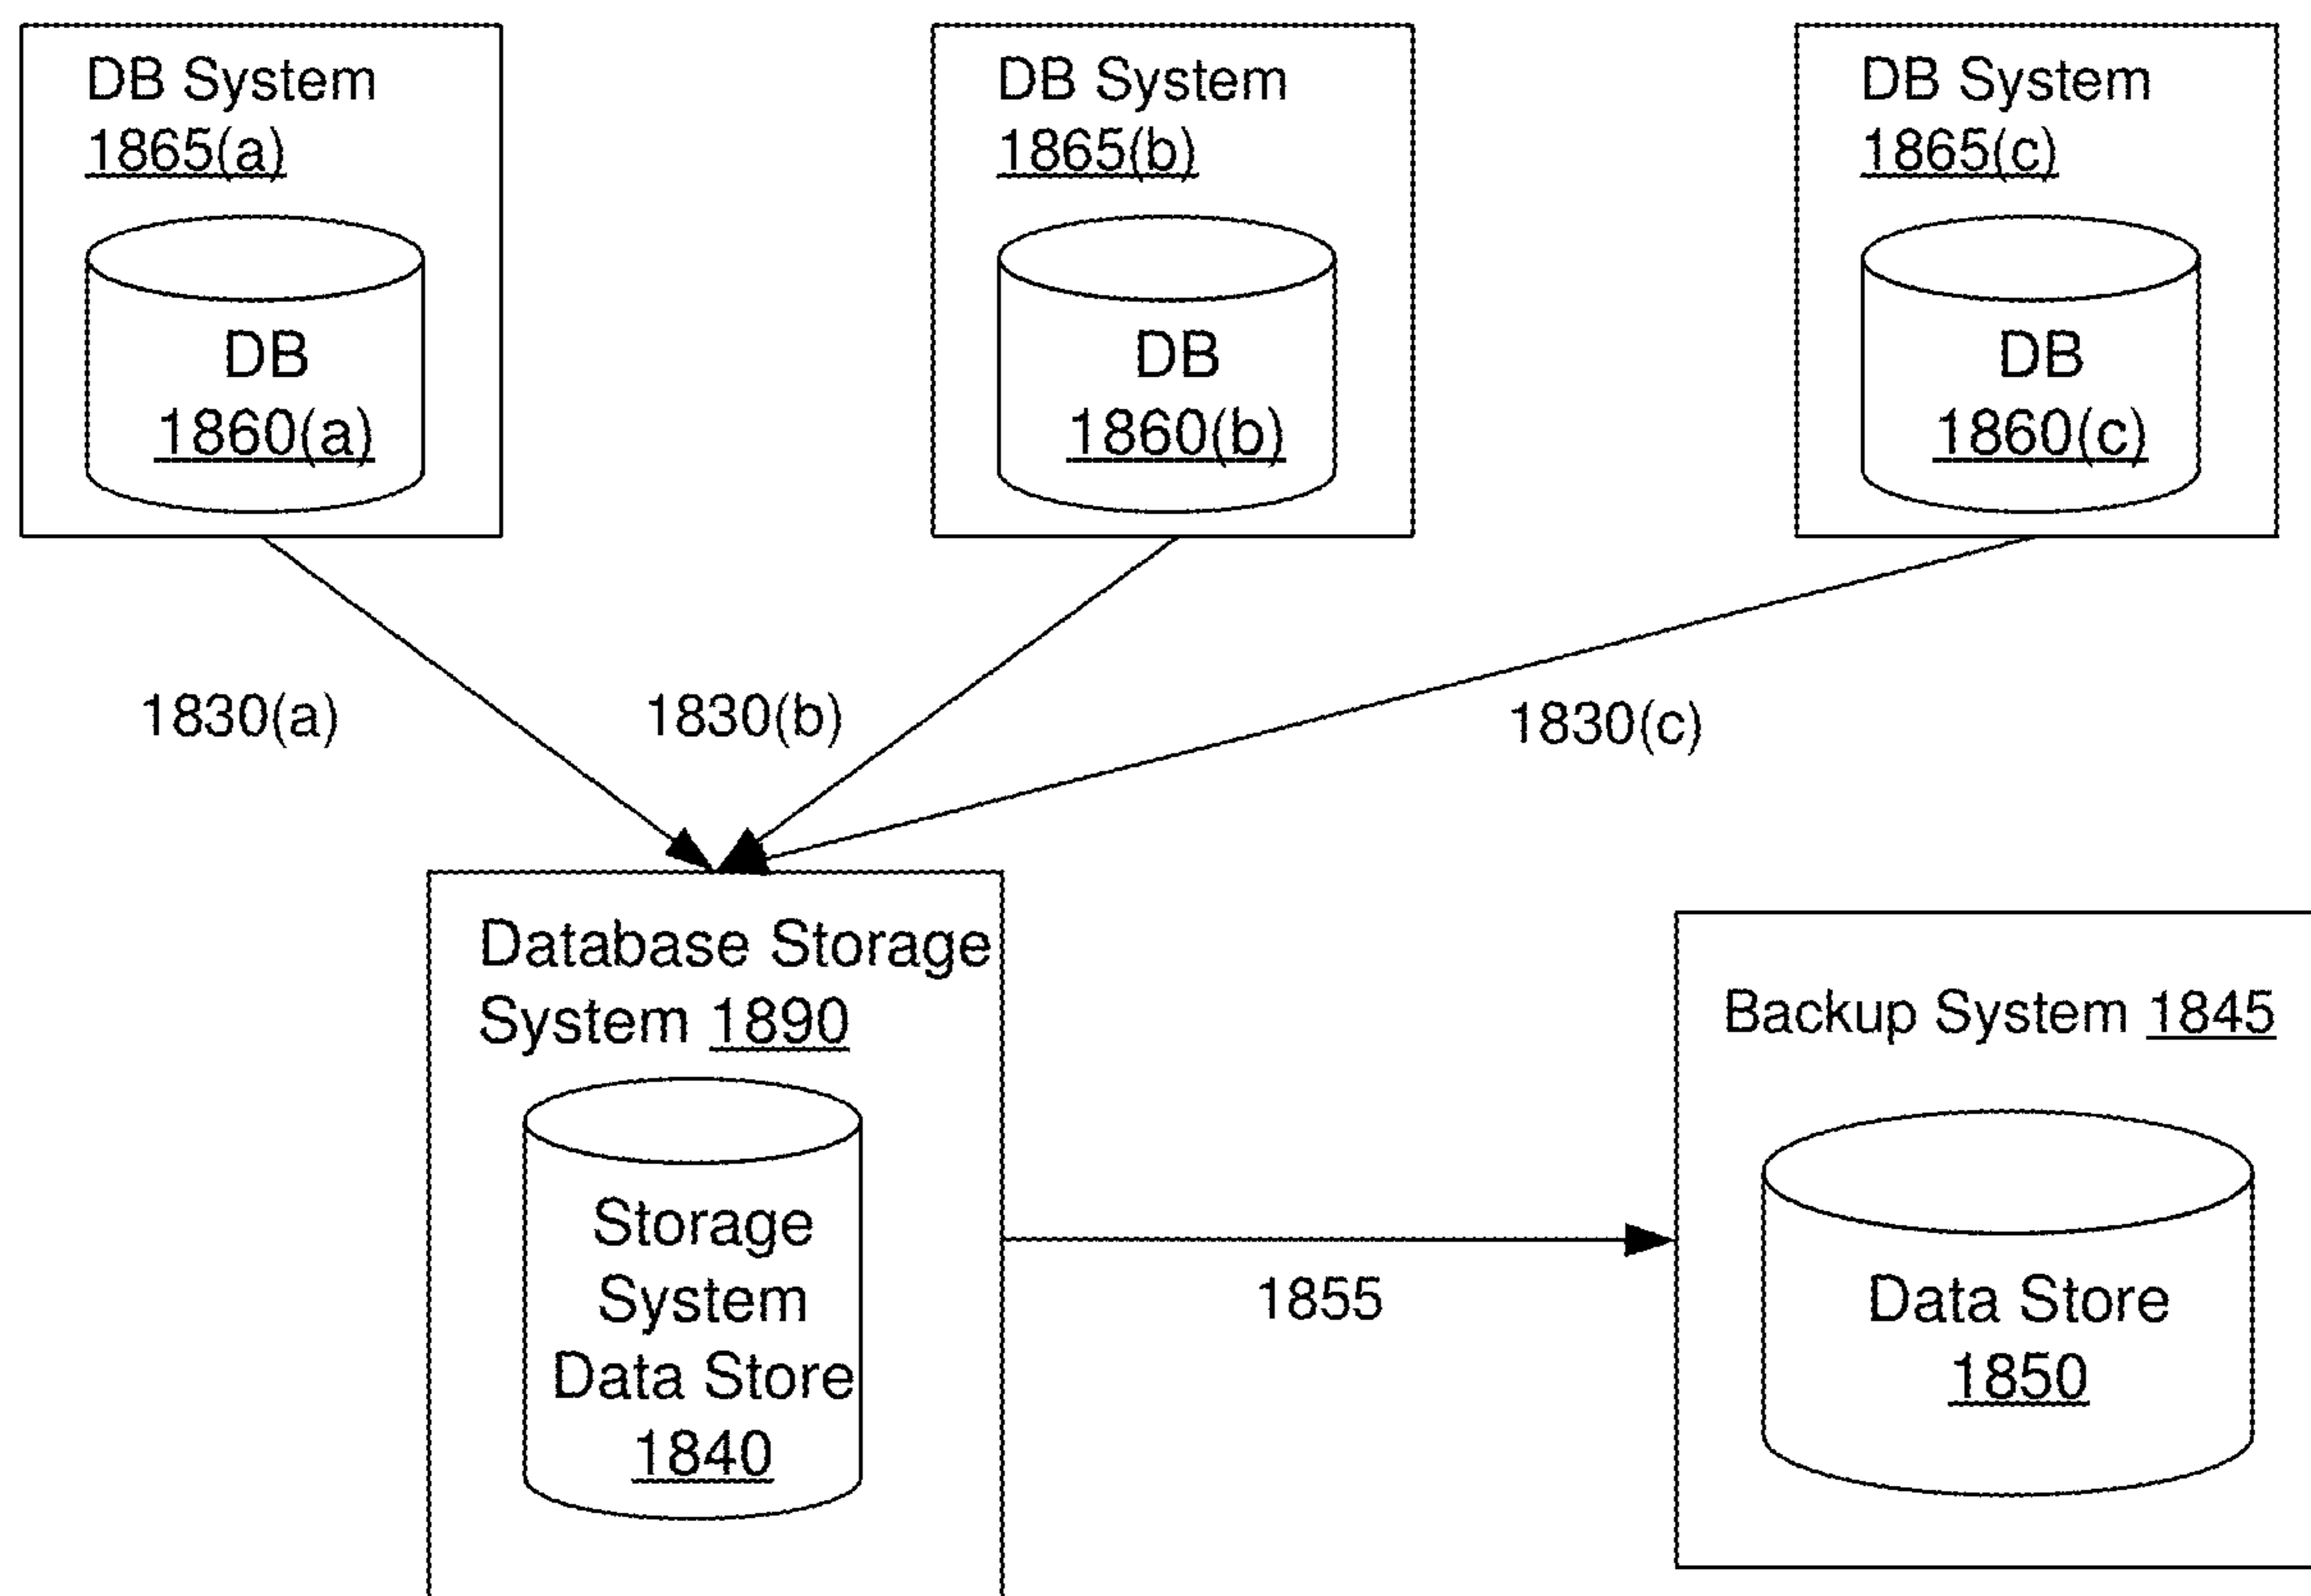 DB System
1865(a)
DB
1860(a)
DB System
1865(b)
DB
1860(b)
DB System
1865(c)
DB
1860(c)
1830(a)
1830(b)
1830(c)
Database Storage
System 1890
Storage
System
Data Store
1840
1855
Backup System 1845
Data Store
1850